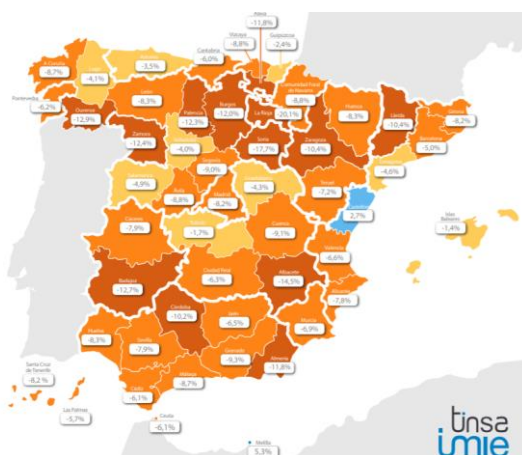 Álava
-11,8%
Vizcaya
-8,8%
Guipúzcoa
-2,4%
Cantabria
-6,0%
-3,5%
A Coruña
-8,7%
Lugo
-4,1%
Pontevedra
-6,2%
Ourense
-12,9%
León
-8,3%
Palencia
-12,3%
Burgos
-12,0%
La Rioja
-20,1%
Comunidad Foral
de Navarra
-8,8%
Huesca
-8,3%
Lleida
-10,4%
Girona
-8,2%
Barcelona
-5,0%
Tarragona
-4,6%
Zamora
-12,4%
-4,0%
Soria
-17,7%
Zaragoza
-10,4%
Segovia
-9,0%
Salamanca
-4,9%
Ávila
-8,8%
Madrid
-8,2%
Guadalajara
-4,3%
Teruel
-7,2%
Castellón
2,7%
Cáceres
-7,9%
Toledo
-1,7%
Cuenca
-9,1%
Valencia
-6,6%
Islas
Baleares
-1,4%
Badajoz
-12,7%
Ciudad Real
-6,3%
Albacete
-14,5%
Alicante
-7,8%
Córdoba
-10,2%
Jaén
-6,5%
Murcia
-6,9%
Huelva
-8,3%
Sevilla
-7,9%
Granada
-9,3%
Almería
-11,8%
Cádiz
-6,1%
Málaga
-8,7%
Santa Cruz
de Tenerife
-8,2 %
Las Palmas
-5,7%
Ceuta
-6,1%
Melilla
5,3%
tinsa
imie